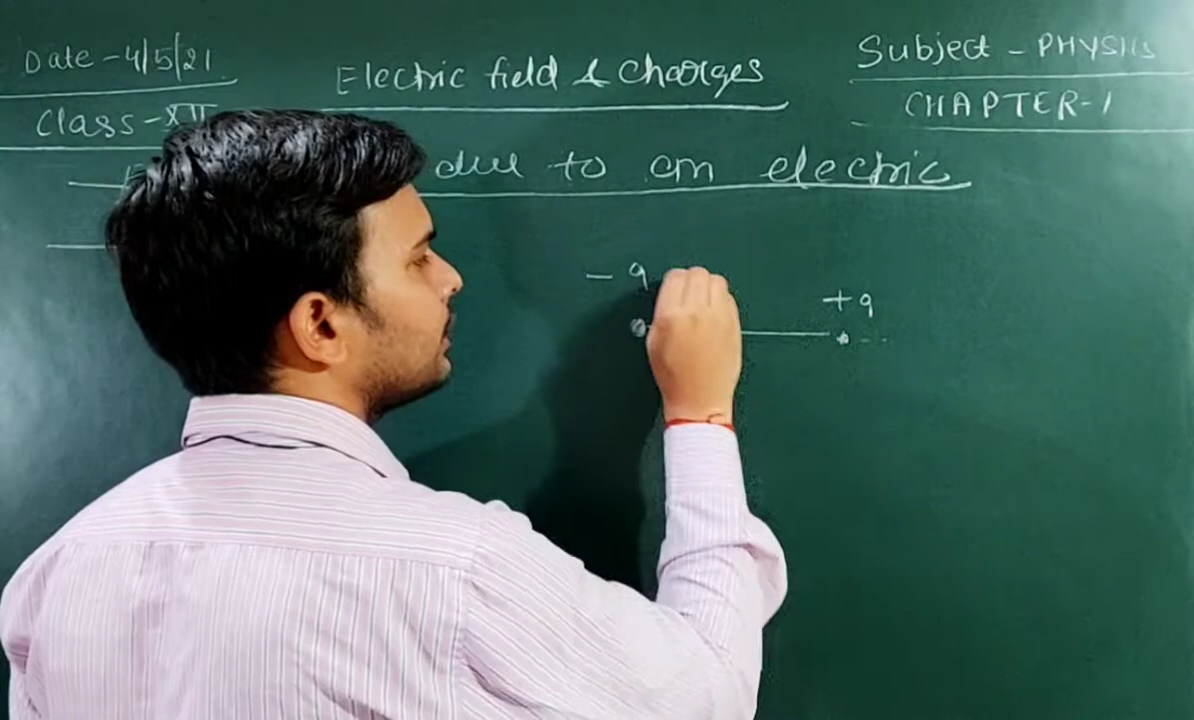 Date - 4/5/21
Electric field & Charges
Subject - PHYSICS
Class - XII
CHAPTER-1
due to an electric
- q
+q